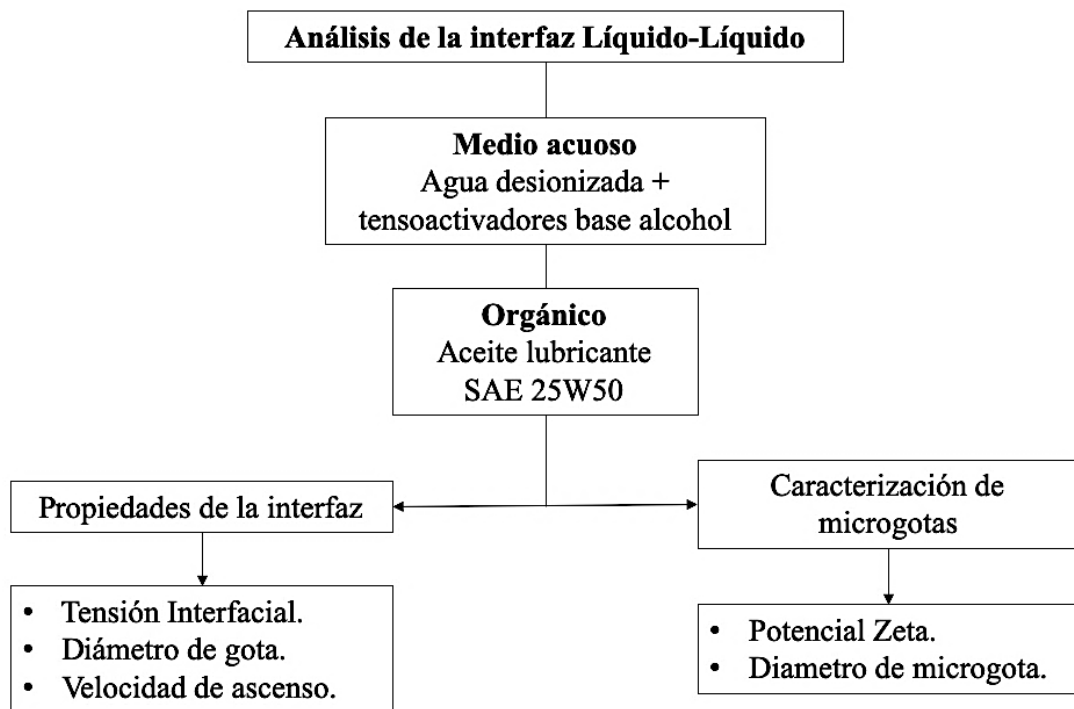 Análisis de la interfaz Líquido-Líquido
Medio acuoso
Agua desionizada +
tensoactivadores base alcohol
Orgánico
Aceite lubricante
SAE 25W50
Propiedades de la interfaz
Caracterización de
microgotas
• Tensión Interfacial.
• Diámetro de gota.
• Velocidad de ascenso.
• Potencial Zeta.
• Diametro de microgota.